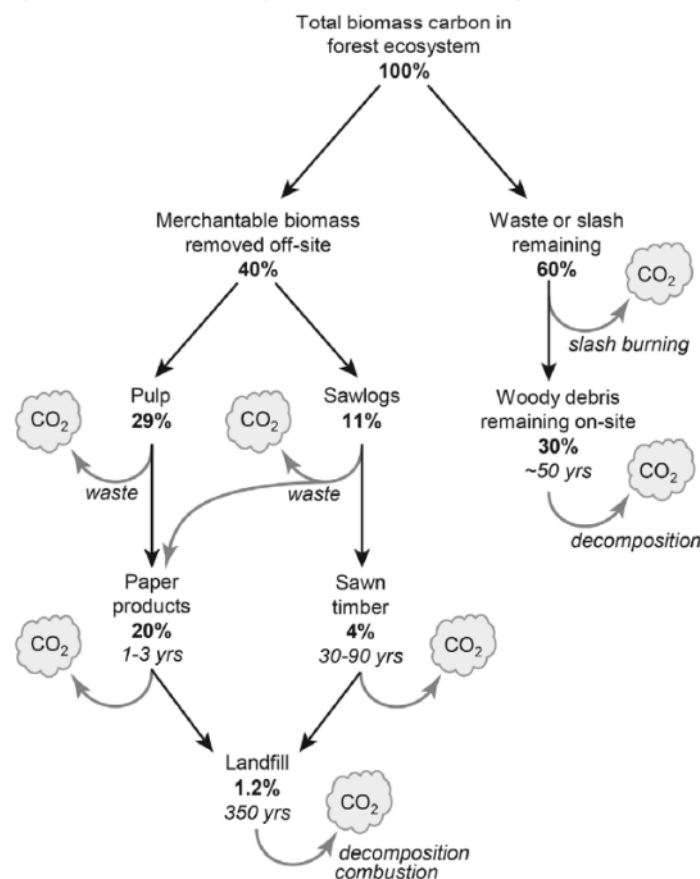 Total biomass carbon in
forest ecosystem
100%
Merchantable biomass
removed off-site
40%
Waste or slash
remaining
60%
CO2
slash burning
Pulp
29%
CO2
waste
Sawlogs
11%
CO2
waste
Woody debris
remaining on-site
30%
~50 yrs
CO2
decomposition
Paper
products
20%
1-3 yrs
CO2
Sawn
timber
4%
30-90 yrs
CO2
Landfill
1.2%
350 yrs
CO2
decomposition
combustion